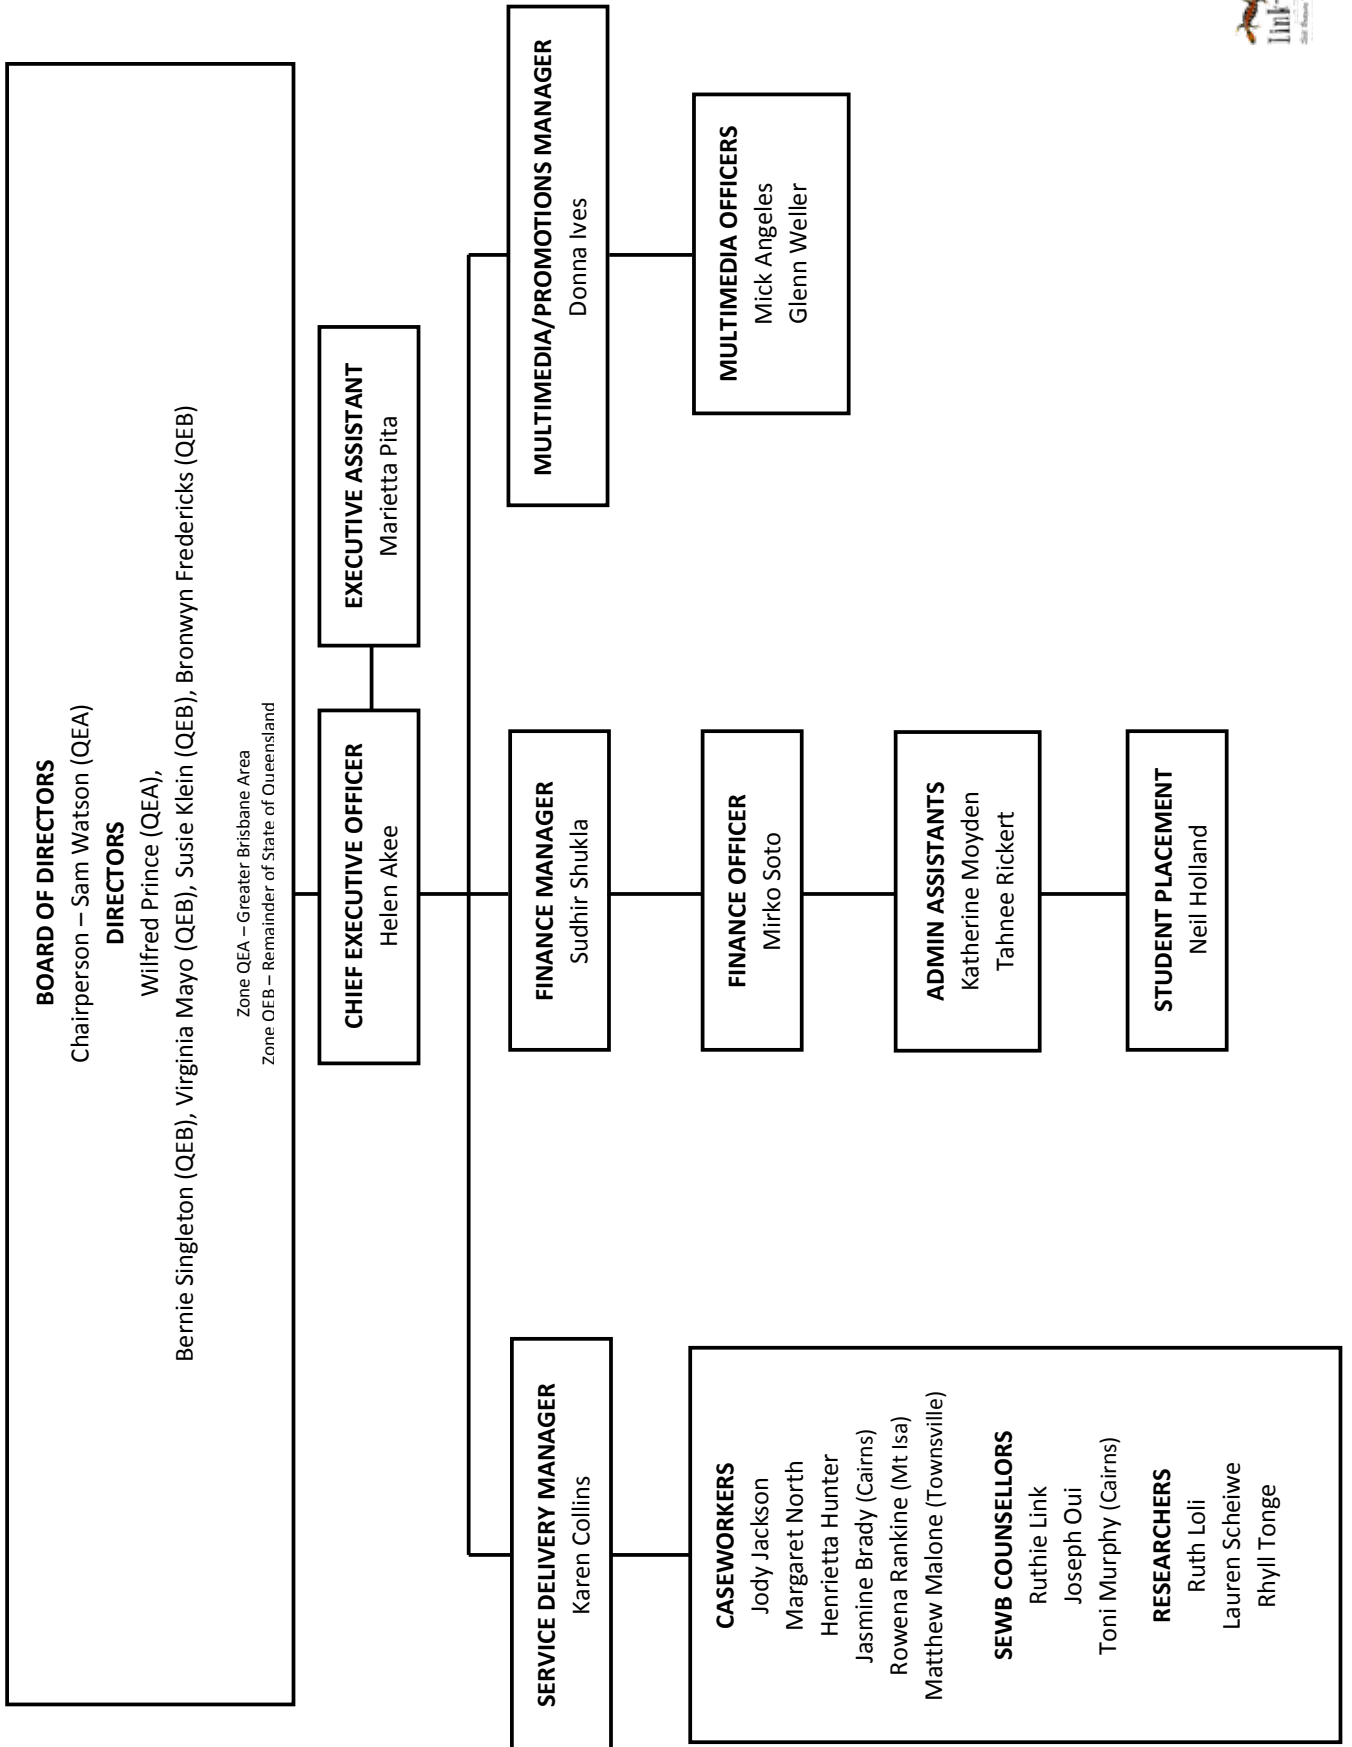 BOARD OF DIRECTORS
Chairperson – Sam Watson (QEA)
DIRECTORS
Wilfred Prince (QEA),
Bernie Singleton (QEB), Virginia Mayo (QEB), Susie Klein (QEB), Bronwyn Fredericks (QEB)
Zone QEA – Greater Brisbane Area
Zone QEB – Remainder of State of Queensland
CHIEF EXECUTIVE OFFICER
Helen Akee
EXECUTIVE ASSISTANT
Marietta Pita
SERVICE DELIVERY MANAGER
Karen Collins
FINANCE MANAGER
Sudhir Shukla
MULTIMEDIA/PROMOTIONS MANAGER
Donna Ives
CASEWORKERS
Jody Jackson
Margaret North
Henrietta Hunter
Jasmine Brady (Cairns)
Rowena Rankine (Mt Isa)
Matthew Malone (Townsville)
SEWB COUNSELLORS
Ruthie Link
Joseph Oui
Toni Murphy (Cairns)
RESEARCHERS
Ruth Loli
Lauren Scheiwe
Rhyll Tonge
FINANCE OFFICER
Mirko Soto
ADMIN ASSISTANTS
Katherine Moyden
Tahnee Rickert
STUDENT PLACEMENT
Neil Holland
MULTIMEDIA OFFICERS
Mick Angeles
Glenn Weller
Link-